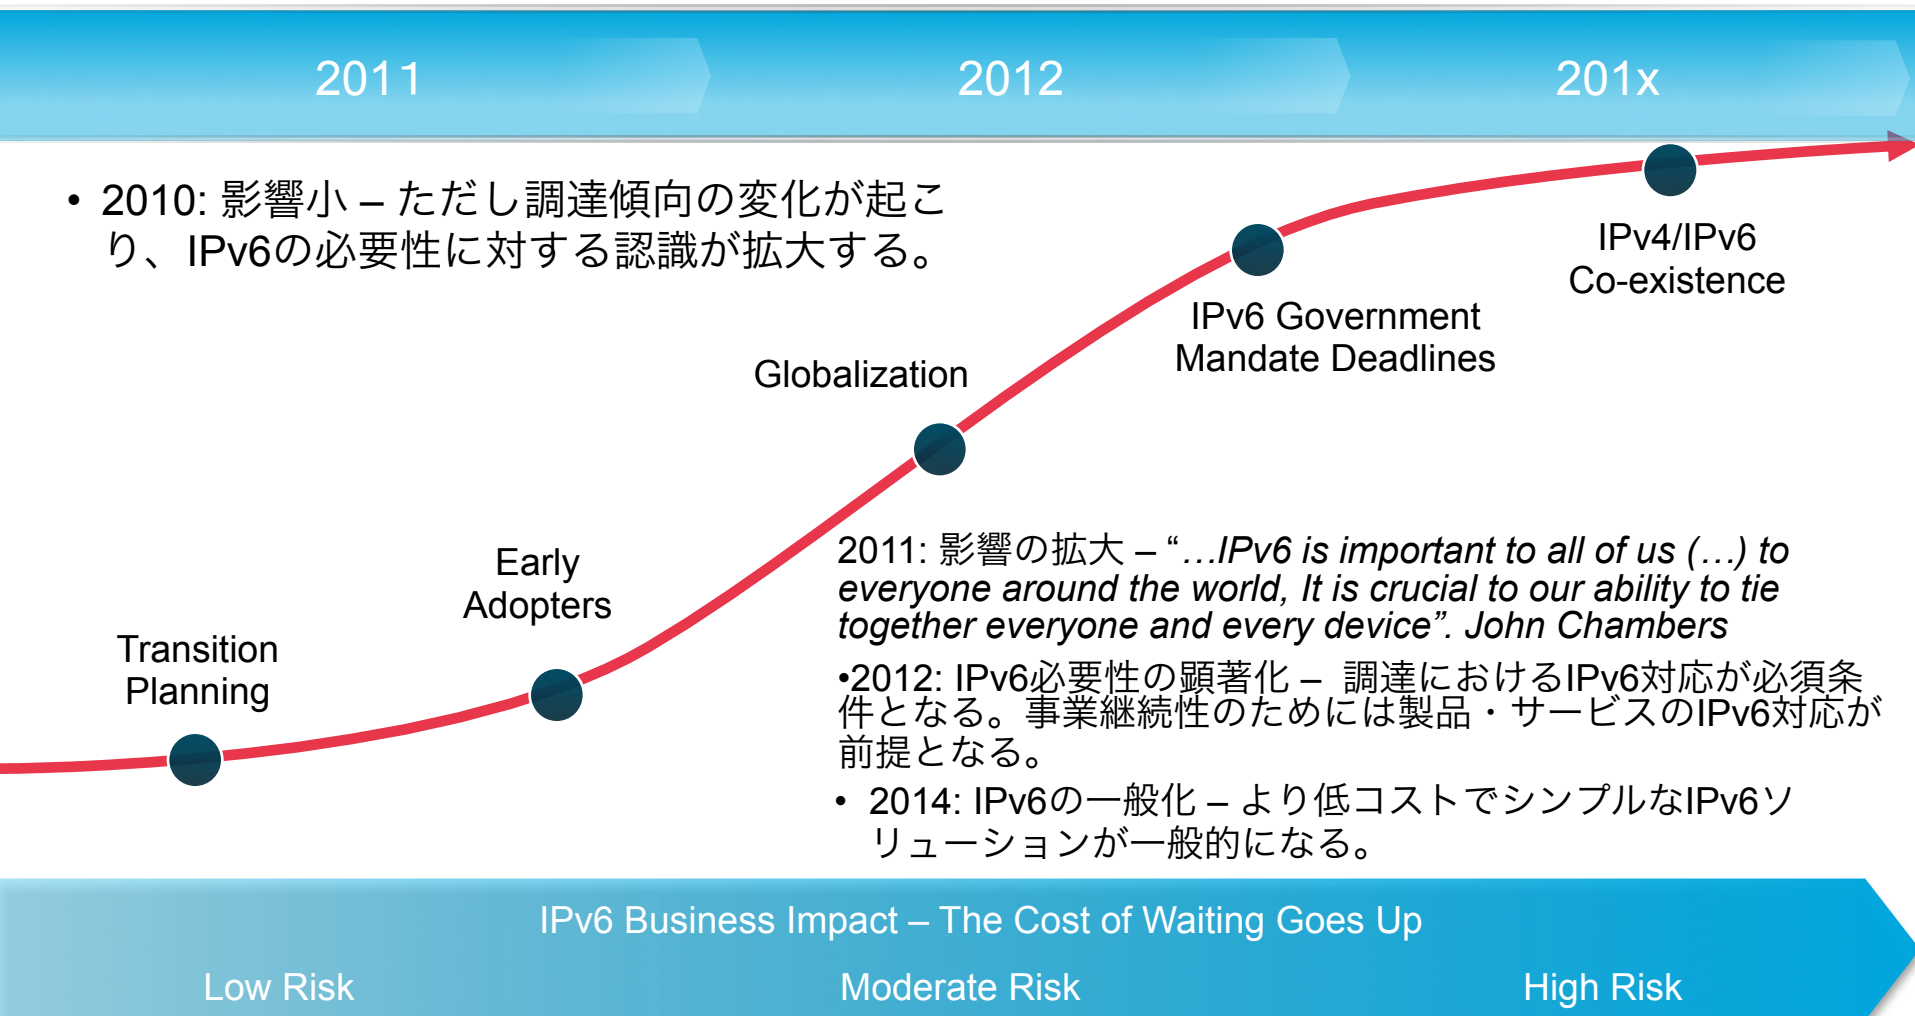 2011
2012
201x
• 2010: 影響小 – ただし調達傾向の変化が起こ
り、IPv6の必要性に対する認識が拡大する。
IPv4/IPv6
Co-existence
IPv6 Government
Mandate Deadlines
Globalization
Early
Adopters
Transition
Planning
2011: 影響の拡大 – “…IPv6 is important to all of us (…) to
everyone around the world, It is crucial to our ability to tie
together everyone and every device”. John Chambers
•2012: IPv6必要性の顕著化 – 調達におけるIPv6対応が必須条
件となる。事業継続性のためには製品・サービスのIPv6対応が
前提となる。
• 2014: IPv6の一般化 – より低コストでシンプルなIPv6ソ
リューションが一般的になる。
IPv6 Business Impact – The Cost of Waiting Goes Up
Low Risk
Moderate Risk
High Risk